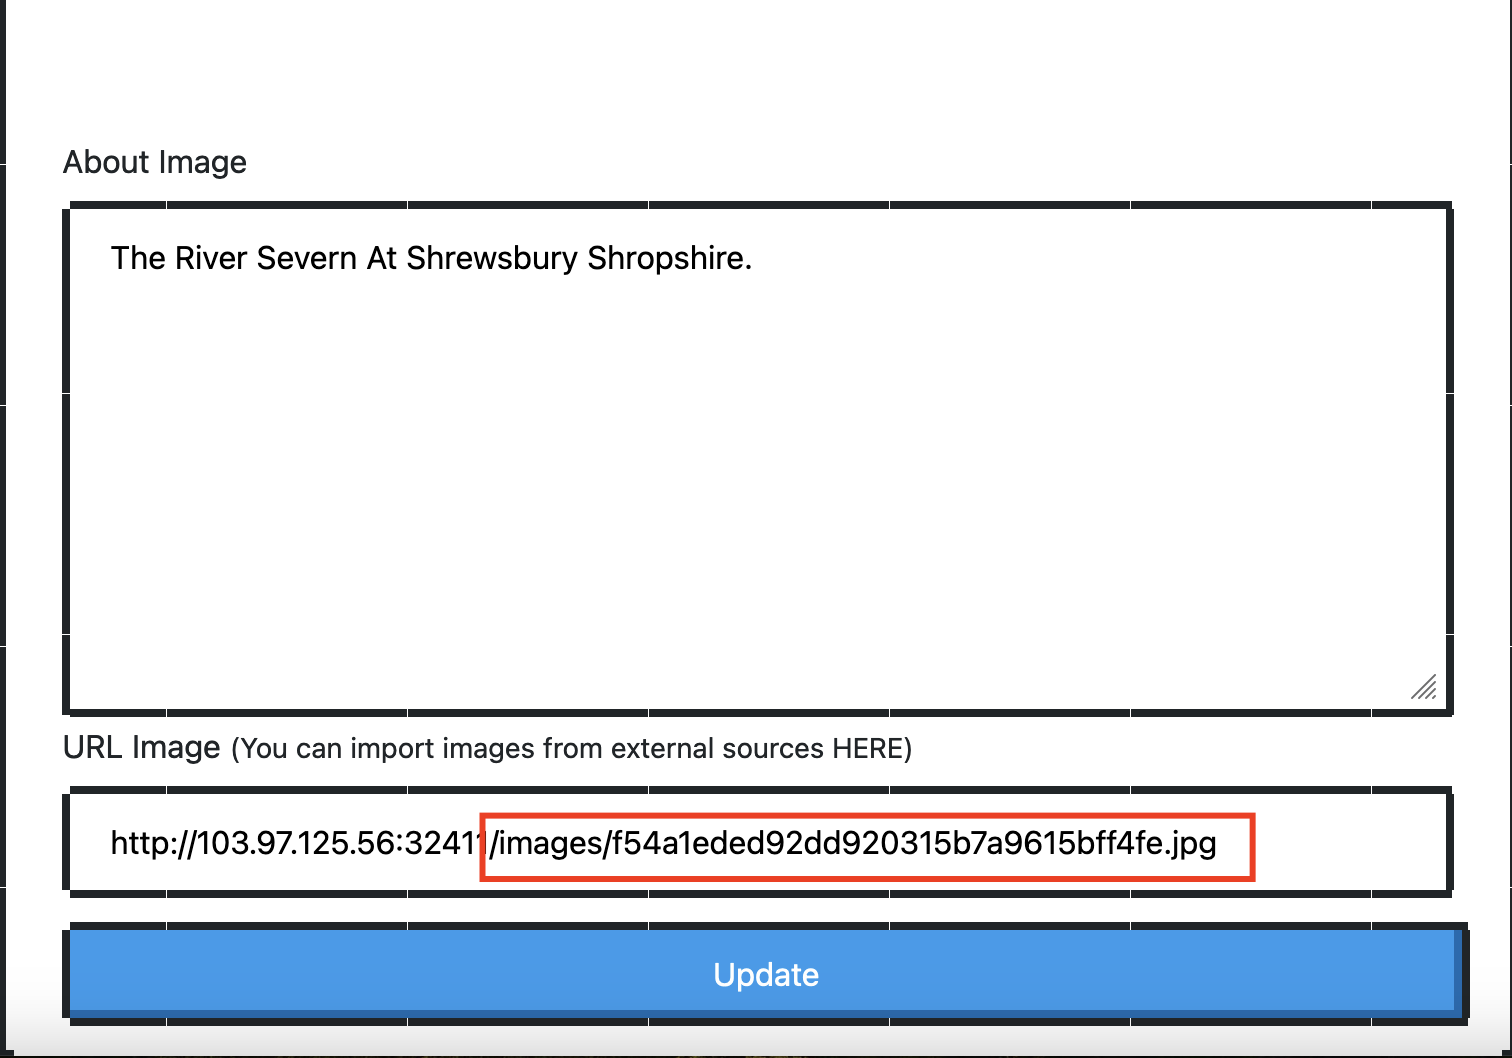 About Image
The River Severn At Shrewsbury Shropshire.
URL Image (You can import images from external sources HERE)
http://103.97.125.56:32411/images/f54a1eded92dd920315b7a9615bff4fe.jpg
Update